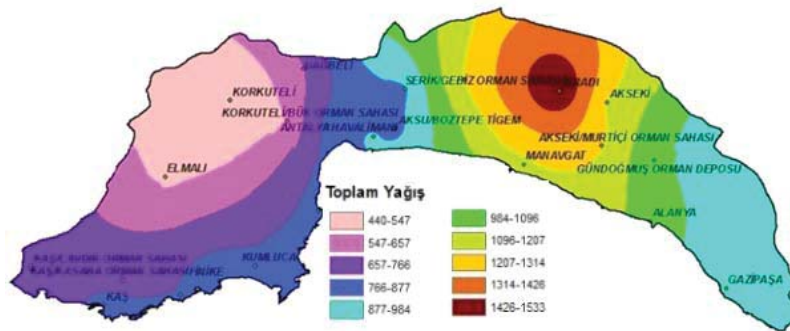 KORKUTELİ
KORKUTELİ/BÜK ORMAN SAHASI
ANTALYA HAVALİMANI
ELMALI
KUMLUCA
KAŞ
SERİK/GEBİZ ORMAN
AKSU/BOZTEPE TİGEM
AKSEKİ
AKSEKİ/MURTİÇİ ORMAN SAHASI
MANAVGAT
GÜNDOĞMUŞ ORMAN DEPOSU
ALANYA
GAZİPAŞA
Toplam Yağış
440-547
547-657
657-766
766-877
877-984
984-1096
1096-1207
1207-1314
1314-1426
1426-1533